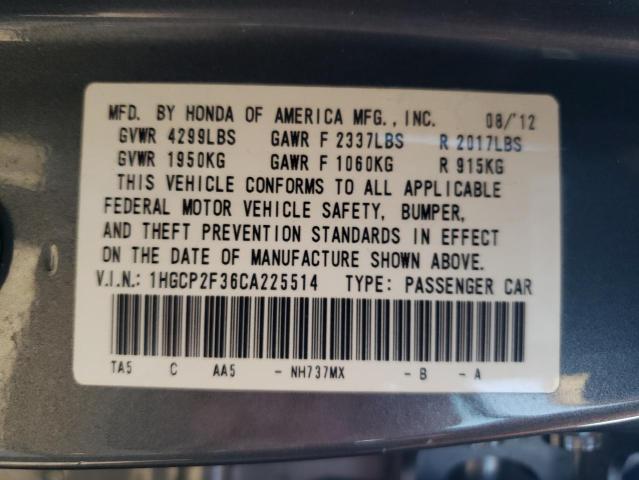 MFD. BY HONDA OF AMERICA MFG., INC. 08/'12
GVWR 4299LBS GAWR F 2337LBS R 2017LBS
GVWR 1950KG GAWR F 1060KG R 915KG
THIS VEHICLE CONFORMS TO ALL APPLICABLE
FEDERAL MOTOR VEHICLE SAFETY, BUMPER,
AND THEFT PREVENTION STANDARDS IN EFFECT
ON THE DATE OF MANUFACTURE SHOWN ABOVE.
V.I.N.: 1HGCP2F36CA225514 TYPE: PASSENGER CAR
TA5 C AA5 - NH737MX - B - A